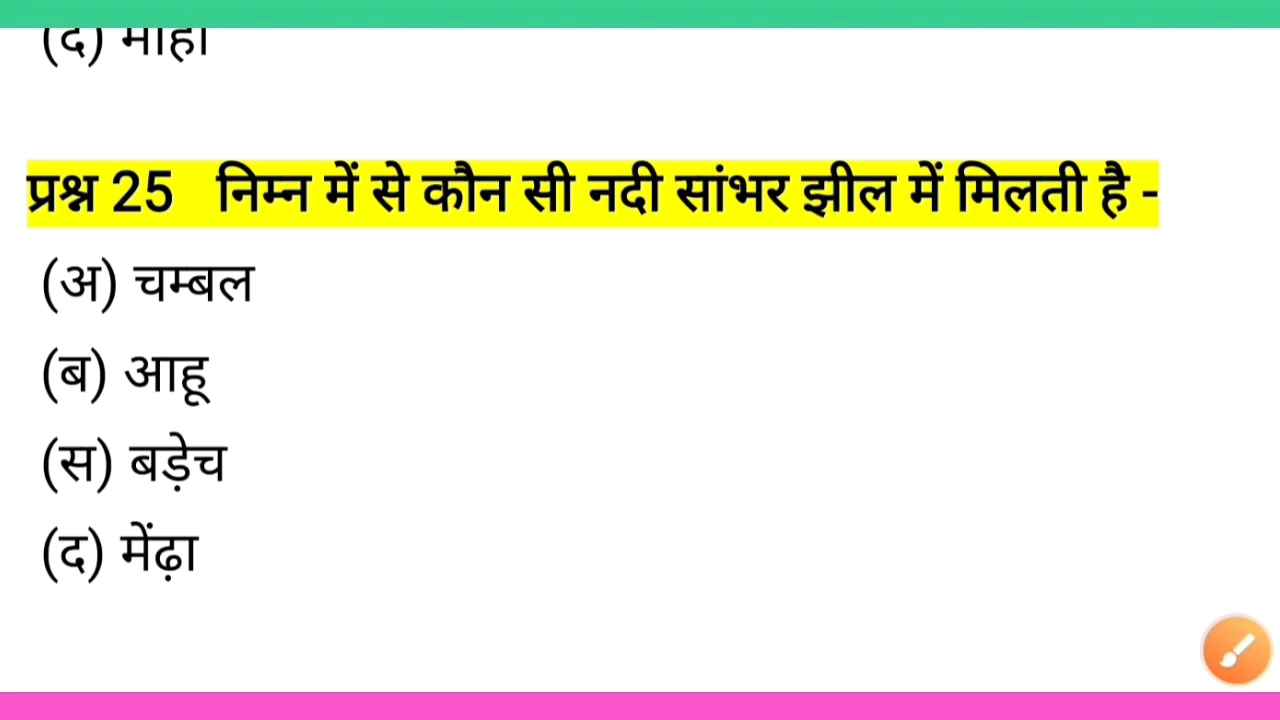 (द) माही
प्रश्न 25 निम्न में से कौन सी नदी सांभर झील में मिलती है -
(अ) चम्बल
(ब) आहू
(स) बड़ेच
(द) मेंढ़ा